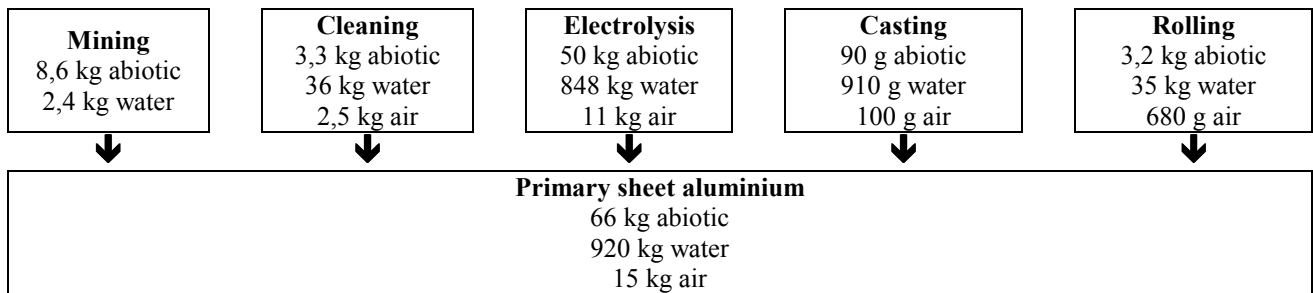 Mining
8,6 kg abiotic
2,4 kg water
Cleaning
3,3 kg abiotic
36 kg water
2,5 kg air
Electrolysis
50 kg abiotic
848 kg water
11 kg air
Casting
90 g abiotic
910 g water
100 g air
Rolling
3,2 kg abiotic
35 kg water
680 g air
Primary sheet aluminium
66 kg abiotic
920 kg water
15 kg air